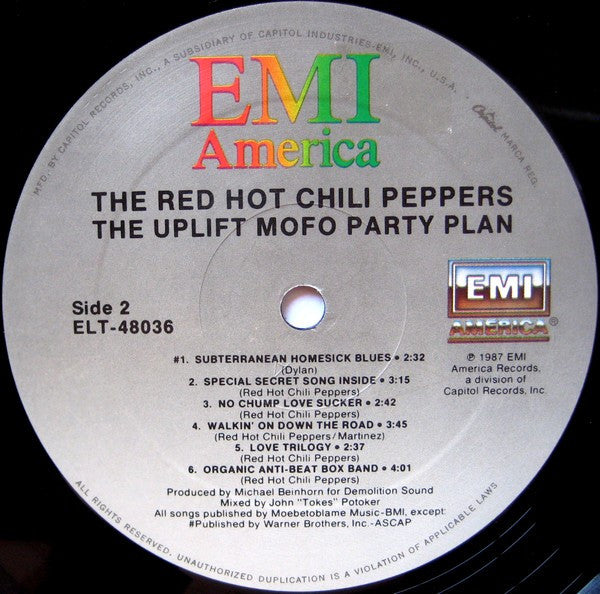 MFD. BY CAPITOL RECORDS, INC., A SUBSIDIARY OF CAPITOL INDUSTRIES-EMI, INC., U.S.A.
Capitol MARCA REG.
EMI
America
THE RED HOT CHILI PEPPERS
THE UPLIFT MOFO PARTY PLAN
EMI
AMERICA®
Side 2
ELT-48036
℗ 1987 EMI
America Records,
a division of
Capitol Records, Inc.
#1. SUBTERRANEAN HOMESICK BLUES • 2:32
(Dylan)
2. SPECIAL SECRET SONG INSIDE • 3:15
(Red Hot Chili Peppers)
3. NO CHUMP LOVE SUCKER • 2:42
(Red Hot Chili Peppers)
4. WALKIN' ON DOWN THE ROAD • 3:45
(Red Hot Chili Peppers/Martinez)
5. LOVE TRILOGY • 2:37
(Red Hot Chili Peppers)
6. ORGANIC ANTI-BEAT BOX BAND • 4:01
(Red Hot Chili Peppers)
Produced by Michael Beinhorn for Demolition Sound
Mixed by John "Tokes" Potoker
All songs published by Moebetoblame Music-BMI, except:
#Published by Warner Brothers, Inc.-ASCAP
ALL RIGHTS RESERVED. UNAUTHORIZED DUPLICATION IS A VIOLATION OF APPLICABLE LAWS